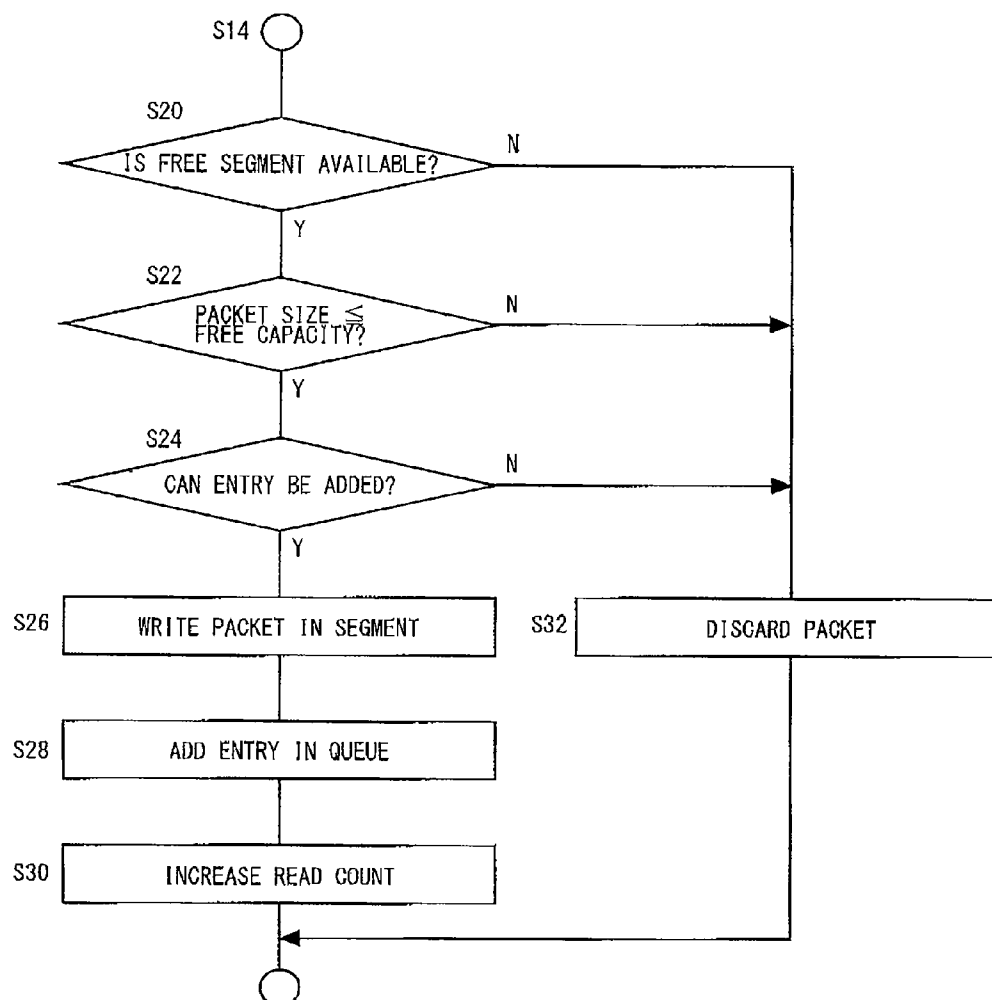 S14
S20
IS FREE SEGMENT AVAILABLE?
N
Y
S22
PACKET SIZE ≦
FREE CAPACITY?
N
Y
S24
CAN ENTRY BE ADDED?
N
Y
S26
WRITE PACKET IN SEGMENT
S32
DISCARD PACKET
S28
ADD ENTRY IN QUEUE
S30
INCREASE READ COUNT